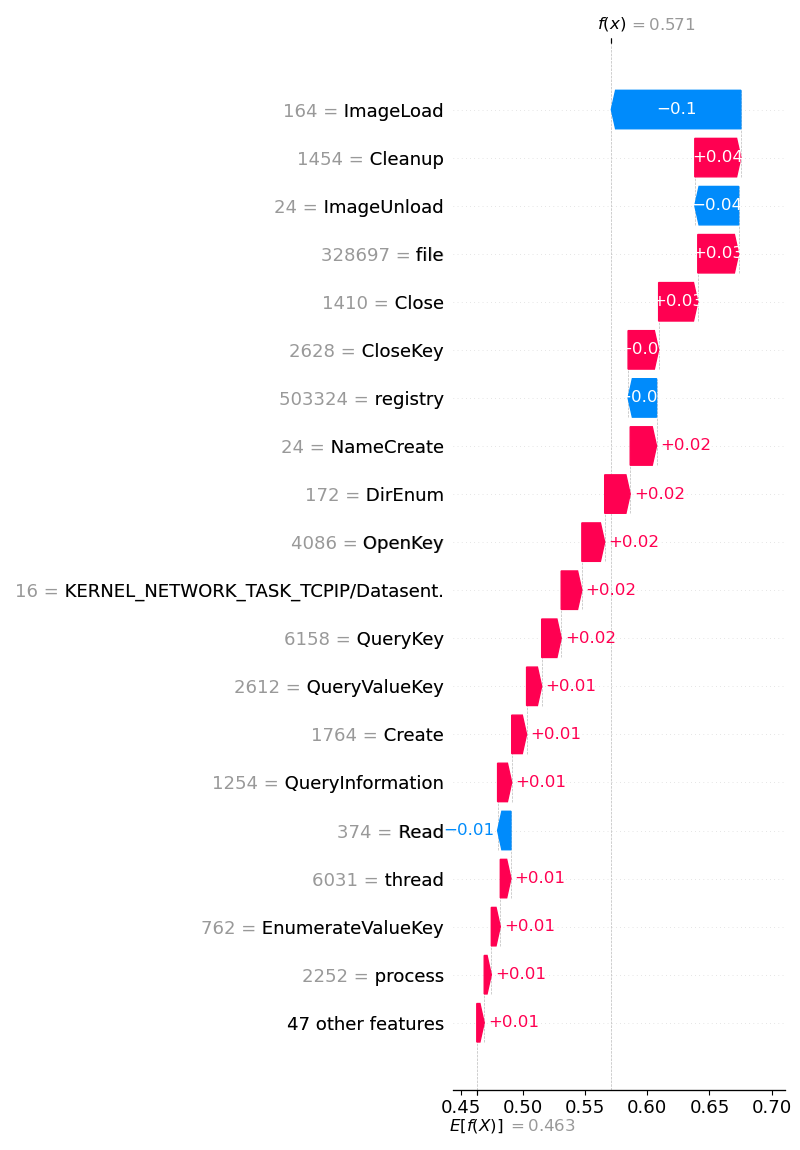 f(x) = 0.571
164 = ImageLoad −0.1
1454 = Cleanup +0.04
24 = ImageUnload −0.04
328697 = file +0.03
1410 = Close +0.03
2628 = CloseKey
503324 = registry
24 = NameCreate +0.02
172 = DirEnum +0.02
4086 = OpenKey +0.02
16 = KERNEL_NETWORK_TASK_TCPIP/Datasent. +0.02
6158 = QueryKey +0.02
2612 = QueryValueKey +0.01
1764 = Create +0.01
1254 = QueryInformation +0.01
374 = Read −0.01
6031 = thread +0.01
762 = EnumerateValueKey +0.01
2252 = process +0.01
47 other features +0.01
0.45 0.50 0.55 0.60 0.65 0.70
E[f(X)] = 0.463